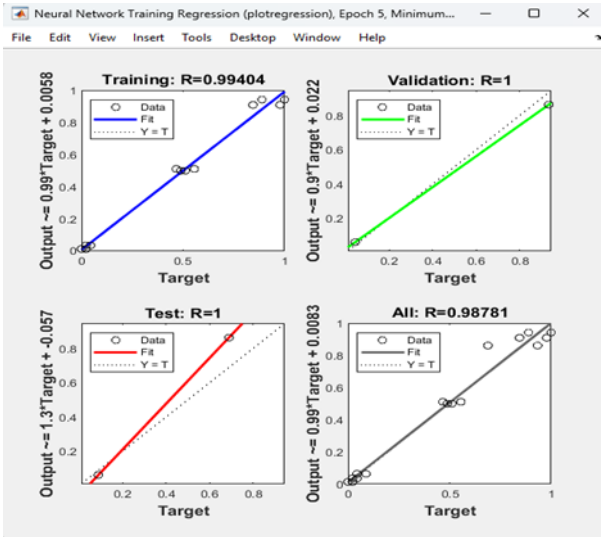 Neural Network Training Regression (plotregression), Epoch 5, Minimum...
File Edit View Insert Tools Desktop Window Help
Training: R=0.99404
Output ~= 0.99*Target + 0.0058
1
0.8
0.6
0.4
0.2
0
Data
Fit
Y = T
0 0.5 1
Target
Validation: R=1
Output ~= 0.9*Target + 0.022
0.8
0.6
0.4
0.2
Data
Fit
Y = T
0.2 0.4 0.6 0.8
Target
Test: R=1
Output ~= 1.3*Target + -0.057
0.8
0.6
0.4
0.2
Data
Fit
Y = T
0.2 0.4 0.6 0.8
Target
All: R=0.98781
Output ~= 0.99*Target + 0.0083
1
0.8
0.6
0.4
0.2
0
Data
Fit
Y = T
0 0.5 1
Target